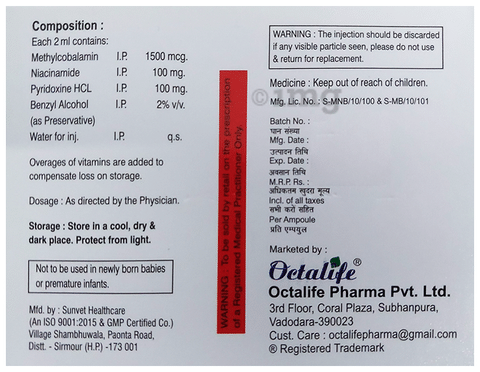 Composition :
Each 2 ml contains:
Methylcobalamin I.P. 1500 mcg.
Niacinamide I.P. 100 mg.
Pyridoxine HCL I.P. 100 mg.
Benzyl Alcohol I.P. 2% v/v.
(as Preservative)
Water for inj. I.P. q.s.
Overages of vitamins are added to
compensate loss on storage.
Dosage : As directed by the Physician.
Storage : Store in a cool, dry &
dark place. Protect from light.
Not to be used in newly born babies
or premature infants.
Mfd. by : Sunvet Healthcare
(An ISO 9001:2015 & GMP Certified Co.)
Village Shambhuwala, Paonta Road,
Distt. - Sirmour (H.P.) -173 001
WARNING : To be sold by retail on the prescription
of a Registered Medical Practitioner Only.
WARNING : The injection should be discarded
if any visible particle seen, please do not use
& return for replacement.
Medicine : Keep out of reach of children.
1mg
Mfg. Lic. No. : S-MNB/10/100 & S-MB/10/101
Batch No. :
घान संख्या
Mfg. Date :
उत्पादन तिथि
Exp. Date :
अवसान तिथि
M.R.P. Rs. :
अधिकतम खुदरा मूल्य
Incl. of all taxes
सभी करों सहित
Per Ampoule
प्रति एम्पयुल
Marketed by :
Octalife®
Octalife Pharma Pvt. Ltd.
3rd Floor, Coral Plaza, Subhanpura,
Vadodara-390023
Cust. Care : octalifepharma@gmail.com
® Registered Trademark